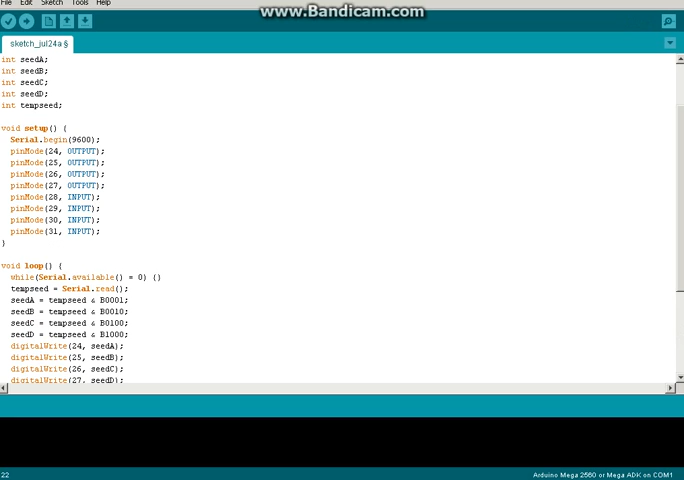 www.Bandicam.com
File Edit Sketch Tools Help
sketch_jul24a §
int seedA;
int seedB;
int seedC;
int seedD;
int tempseed;
void setup() {
Serial.begin(9600);
pinMode(24, OUTPUT);
pinMode(25, OUTPUT);
pinMode(26, OUTPUT);
pinMode(27, OUTPUT);
pinMode(28, INPUT);
pinMode(29, INPUT);
pinMode(30, INPUT);
pinMode(31, INPUT);
}
void loop() {
while(Serial.available() = 0) {}
tempseed = Serial.read();
seedA = tempseed & B0001;
seedB = tempseed & B0010;
seedC = tempseed & B0100;
seedD = tempseed & B1000;
digitalWrite(24, seedA);
digitalWrite(25, seedB);
digitalWrite(26, seedC);
digitalWrite(27, seedD);
22
Arduino Mega 2560 or Mega ADK on COM1